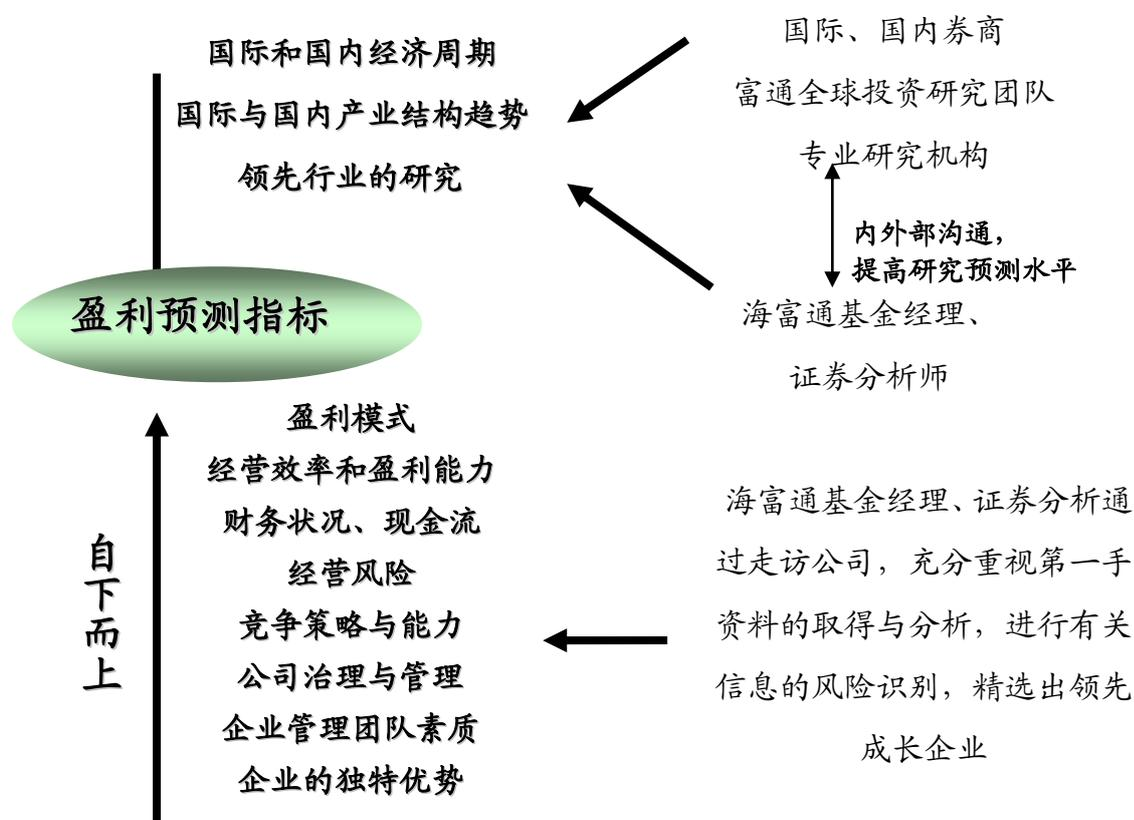 国际和国内经济周期
国际与国内产业结构趋势
领先行业的研究
国际、国内券商
富通全球投资研究团队
专业研究机构
内外部沟通，
提高研究预测水平
海富通基金经理、
证券分析师
盈利预测指标
自下而上
盈利模式
经营效率和盈利能力
财务状况、现金流
经营风险
竞争策略与能力
公司治理与管理
企业管理团队素质
企业的独特优势
海富通基金经理、证券分析通
过走访公司，充分重视第一手
资料的取得与分析，进行有关
信息的风险识别，精选出领先
成长企业